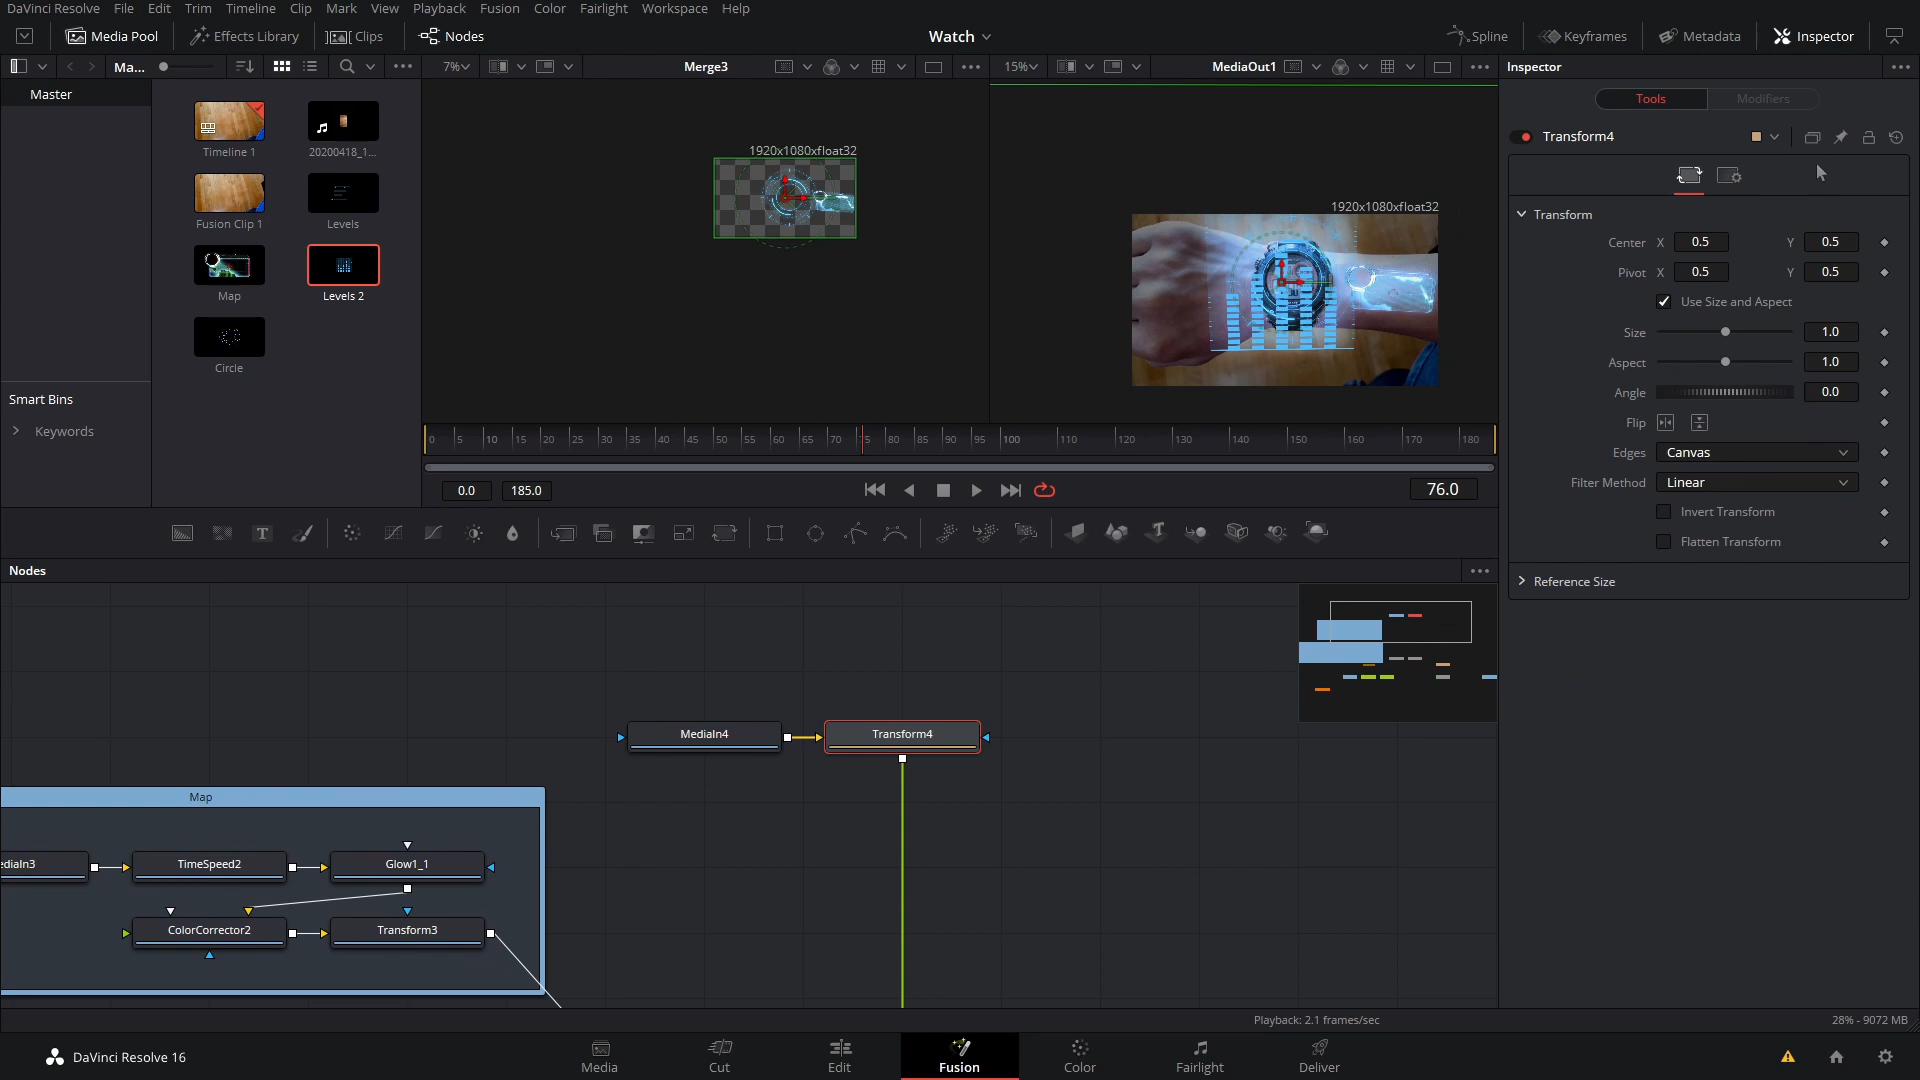 DaVinci Resolve File Edit Trim Timeline Clip Mark View Playback Fusion Color Fairlight Workspace Help
Media Pool Effects Library Clips Nodes Watch Spline Keyframes Metadata Inspector
Ma... 7% Merge3 15% MediaOut1 Inspector
Master
Tools Modifiers
Transform4
Timeline 1 20200418_1...
Fusion Clip 1 Levels
Map Levels 2
Circle
Smart Bins
Keywords
1920x1080xfloat32
1920x1080xfloat32
Transform
Center X 0.5 Y 0.5
Pivot X 0.5 Y 0.5
Use Size and Aspect
Size 1.0
Aspect 1.0
Angle 0.0
Flip
Edges Canvas
Filter Method Linear
Invert Transform
Flatten Transform
Reference Size
0 5 10 15 20 25 30 35 40 45 50 55 60 65 70 5 80 85 90 95 100 110 120 130 140 150 160 170 180
0.0 185.0 76.0
T T
Nodes
MediaIn4 Transform4
Map
ediaIn3 TimeSpeed2 Glow1_1
ColorCorrector2 Transform3
Playback: 2.1 frames/sec 28% - 9072 MB
DaVinci Resolve 16 Media Cut Edit Fusion Color Fairlight Deliver